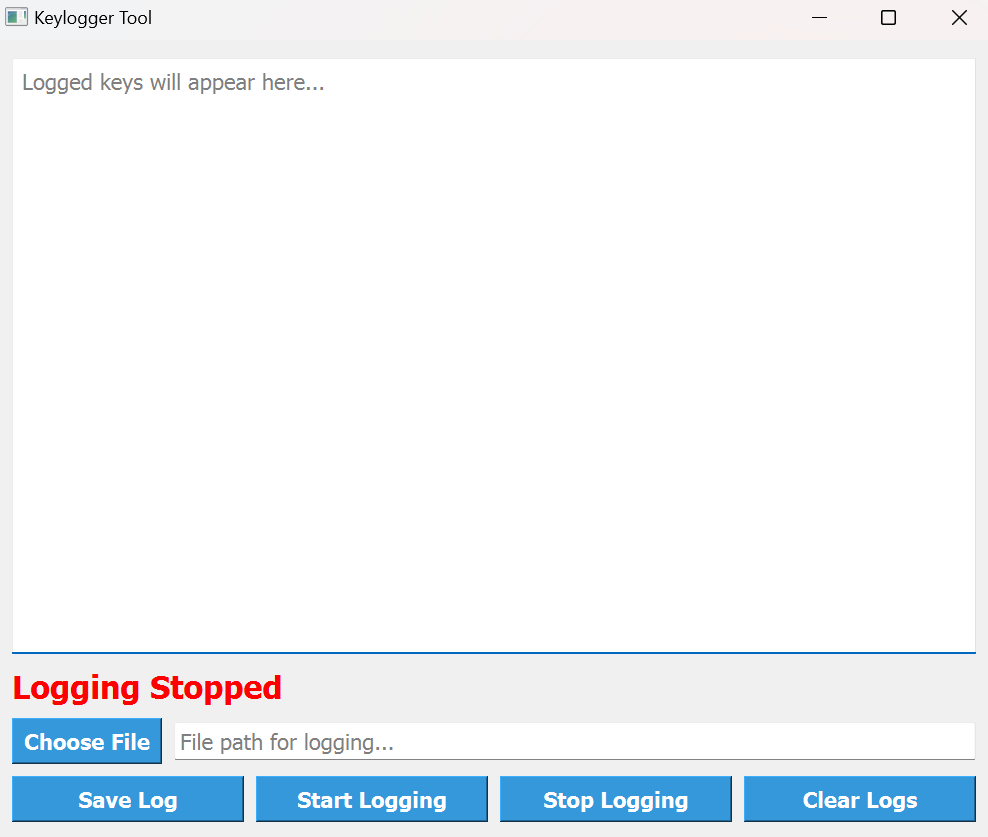 Keylogger Tool
Logged keys will appear here...
Logging Stopped
Choose File File path for logging...
Save Log Start Logging Stop Logging Clear Logs